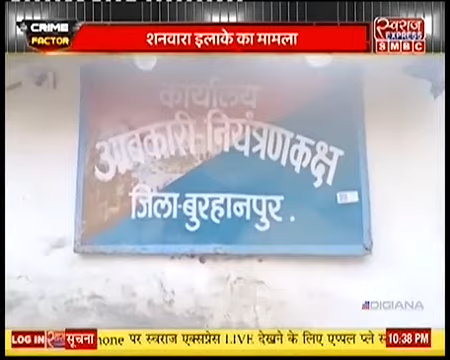 CRIME
FACTOR
शनवारा इलाके का मामला
स्वराज
EXPRESS
SMBC
कार्यालय
आबकारी-नियंत्रणकक्ष
जिला-बुरहानपुर.
DIGIANA
LOG IN सूचना hone पर स्वराज एक्सप्रेस LIVE देखने के लिए एप्पल प्ले स् 10:38 PM